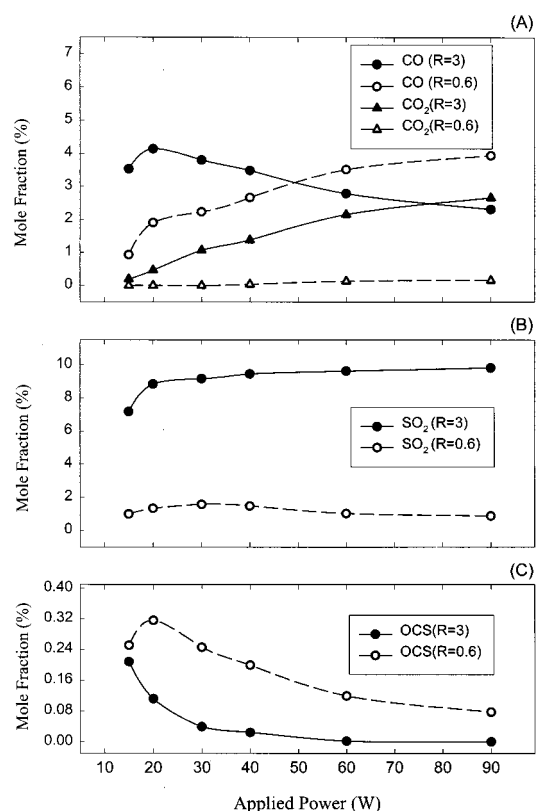 (A)
7
6
5
4
3
2
1
0
Mole Fraction (%)
CO (R=3)
CO (R=0.6)
CO₂(R=3)
CO₂(R=0.6)
(B)
10
8
6
4
2
0
Mole Fraction (%)
SO₂(R=3)
SO₂(R=0.6)
(C)
0.40
0.32
0.24
0.16
0.08
0.00
Mole Fraction (%)
OCS(R=3)
OCS(R=0.6)
10 20 30 40 50 60 70 80 90
Applied Power (W)